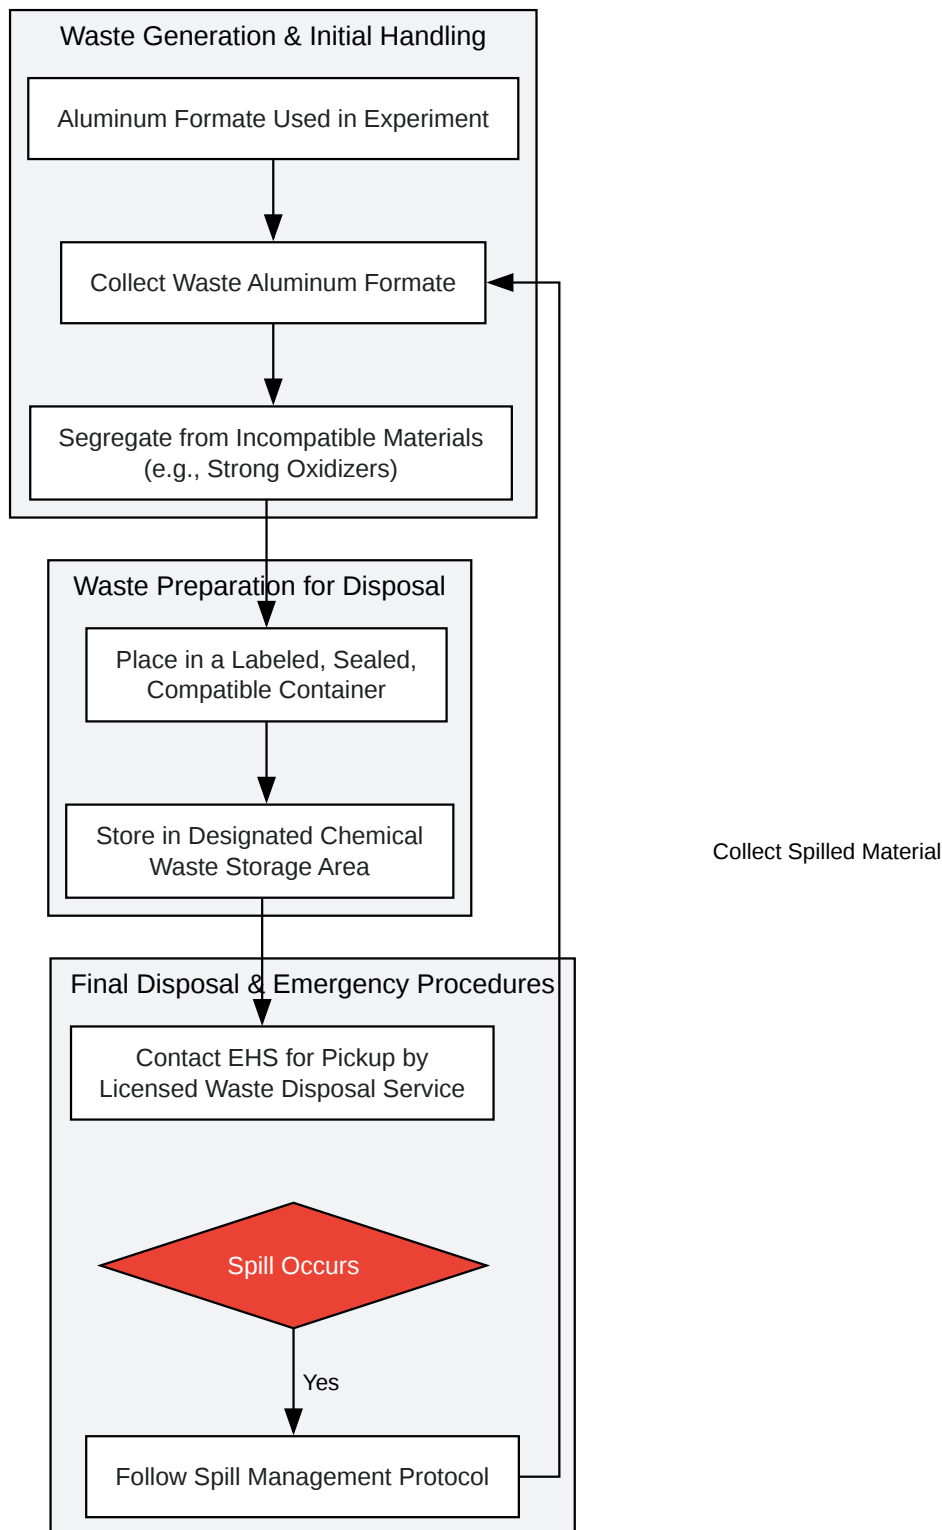 Waste Generation & Initial Handling
Aluminum Formate Used in Experiment
Collect Waste Aluminum Formate
Segregate from Incompatible Materials
(e.g., Strong Oxidizers)
Waste Preparation for Disposal
Place in a Labeled, Sealed,
Compatible Container
Store in Designated Chemical
Waste Storage Area
Collect Spilled Material
Final Disposal & Emergency Procedures
Contact EHS for Pickup by
Licensed Waste Disposal Service
Spill Occurs
Yes
Follow Spill Management Protocol